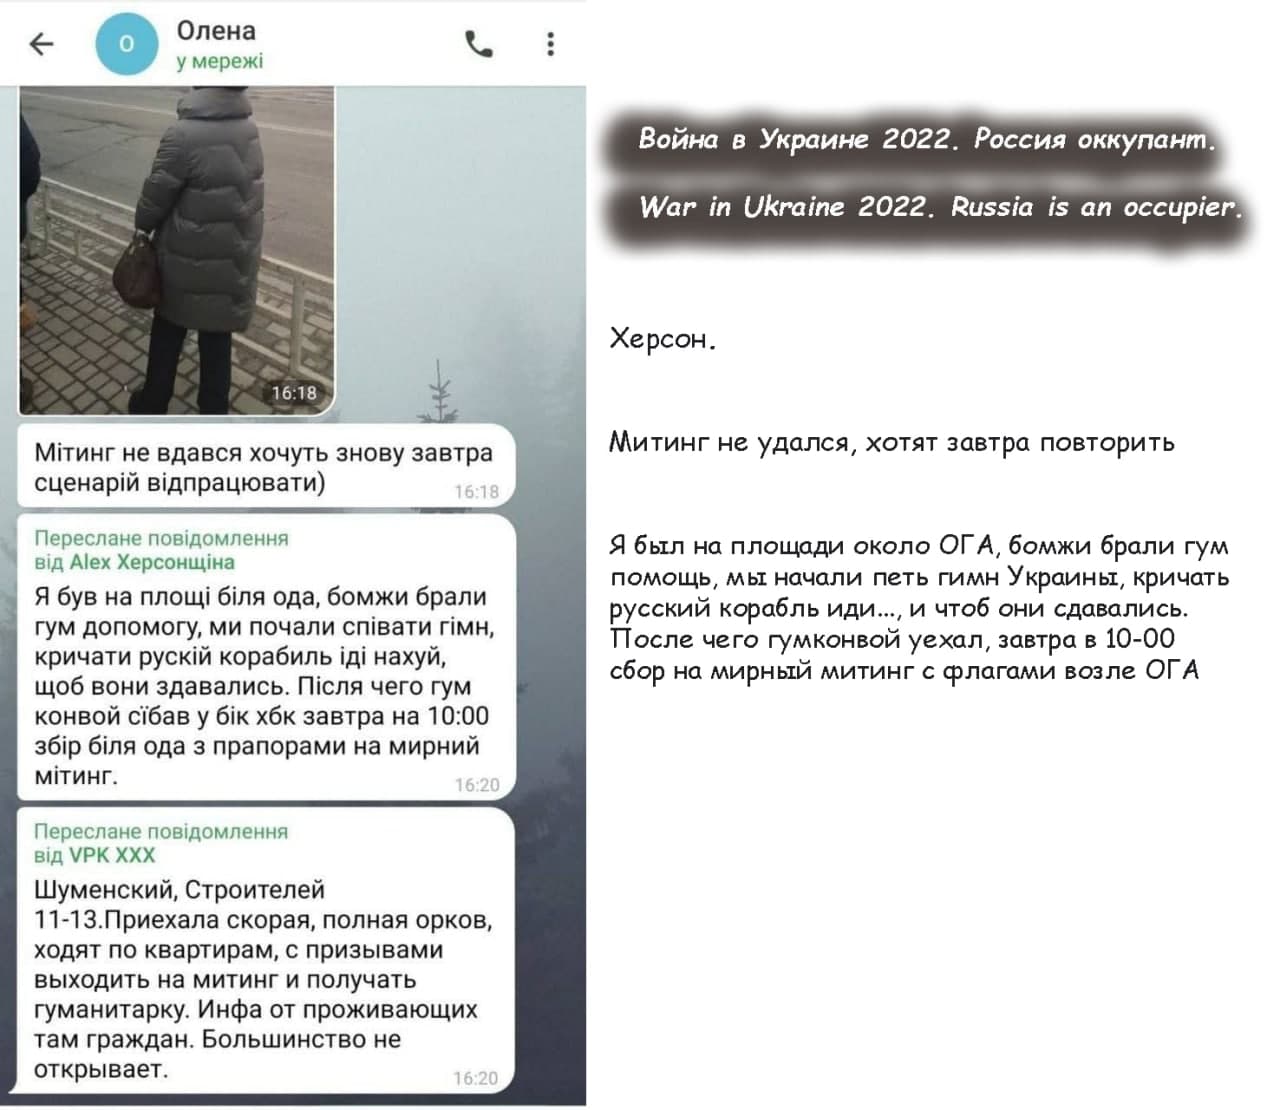 Олена
у мережі
О
16:18
Мітинг не вдався хочуть знову завтра
сценарій відпрацювати)
16:18
Переслане повідомлення
від Alex Херсонщіна
Я був на площі біля ода, бомжи брали
гум допомогу, ми почали співати гімн,
кричати рускій корабиль іді нахуй,
щоб вони здавались. Після чего гум
конвой сїбав у бік хбк завтра на 10:00
збір біля ода з прапорами на мирний
мітинг.
16:20
Переслане повідомлення
від VPK XXX
Шуменский, Строителей
11-13.Приехала скорая, полная орков,
ходят по квартирам, с призывами
выходить на митинг и получать
гуманитарку. Инфа от проживающих
там граждан. Большинство не
открывает.
16:20
Война в Украине 2022. Россия оккупант.
War in Ukraine 2022. Russia is an occupier.
Херсон.
Митинг не удался, хотят завтра повторить
Я был на площади около ОГА, бомжи брали гум
помощь, мы начали петь гимн Украины, кричать
русский корабль иди..., и чтоб они сдавались.
После чего гумконвой уехал, завтра в 10-00
сбор на мирный митинг с флагами возле ОГА